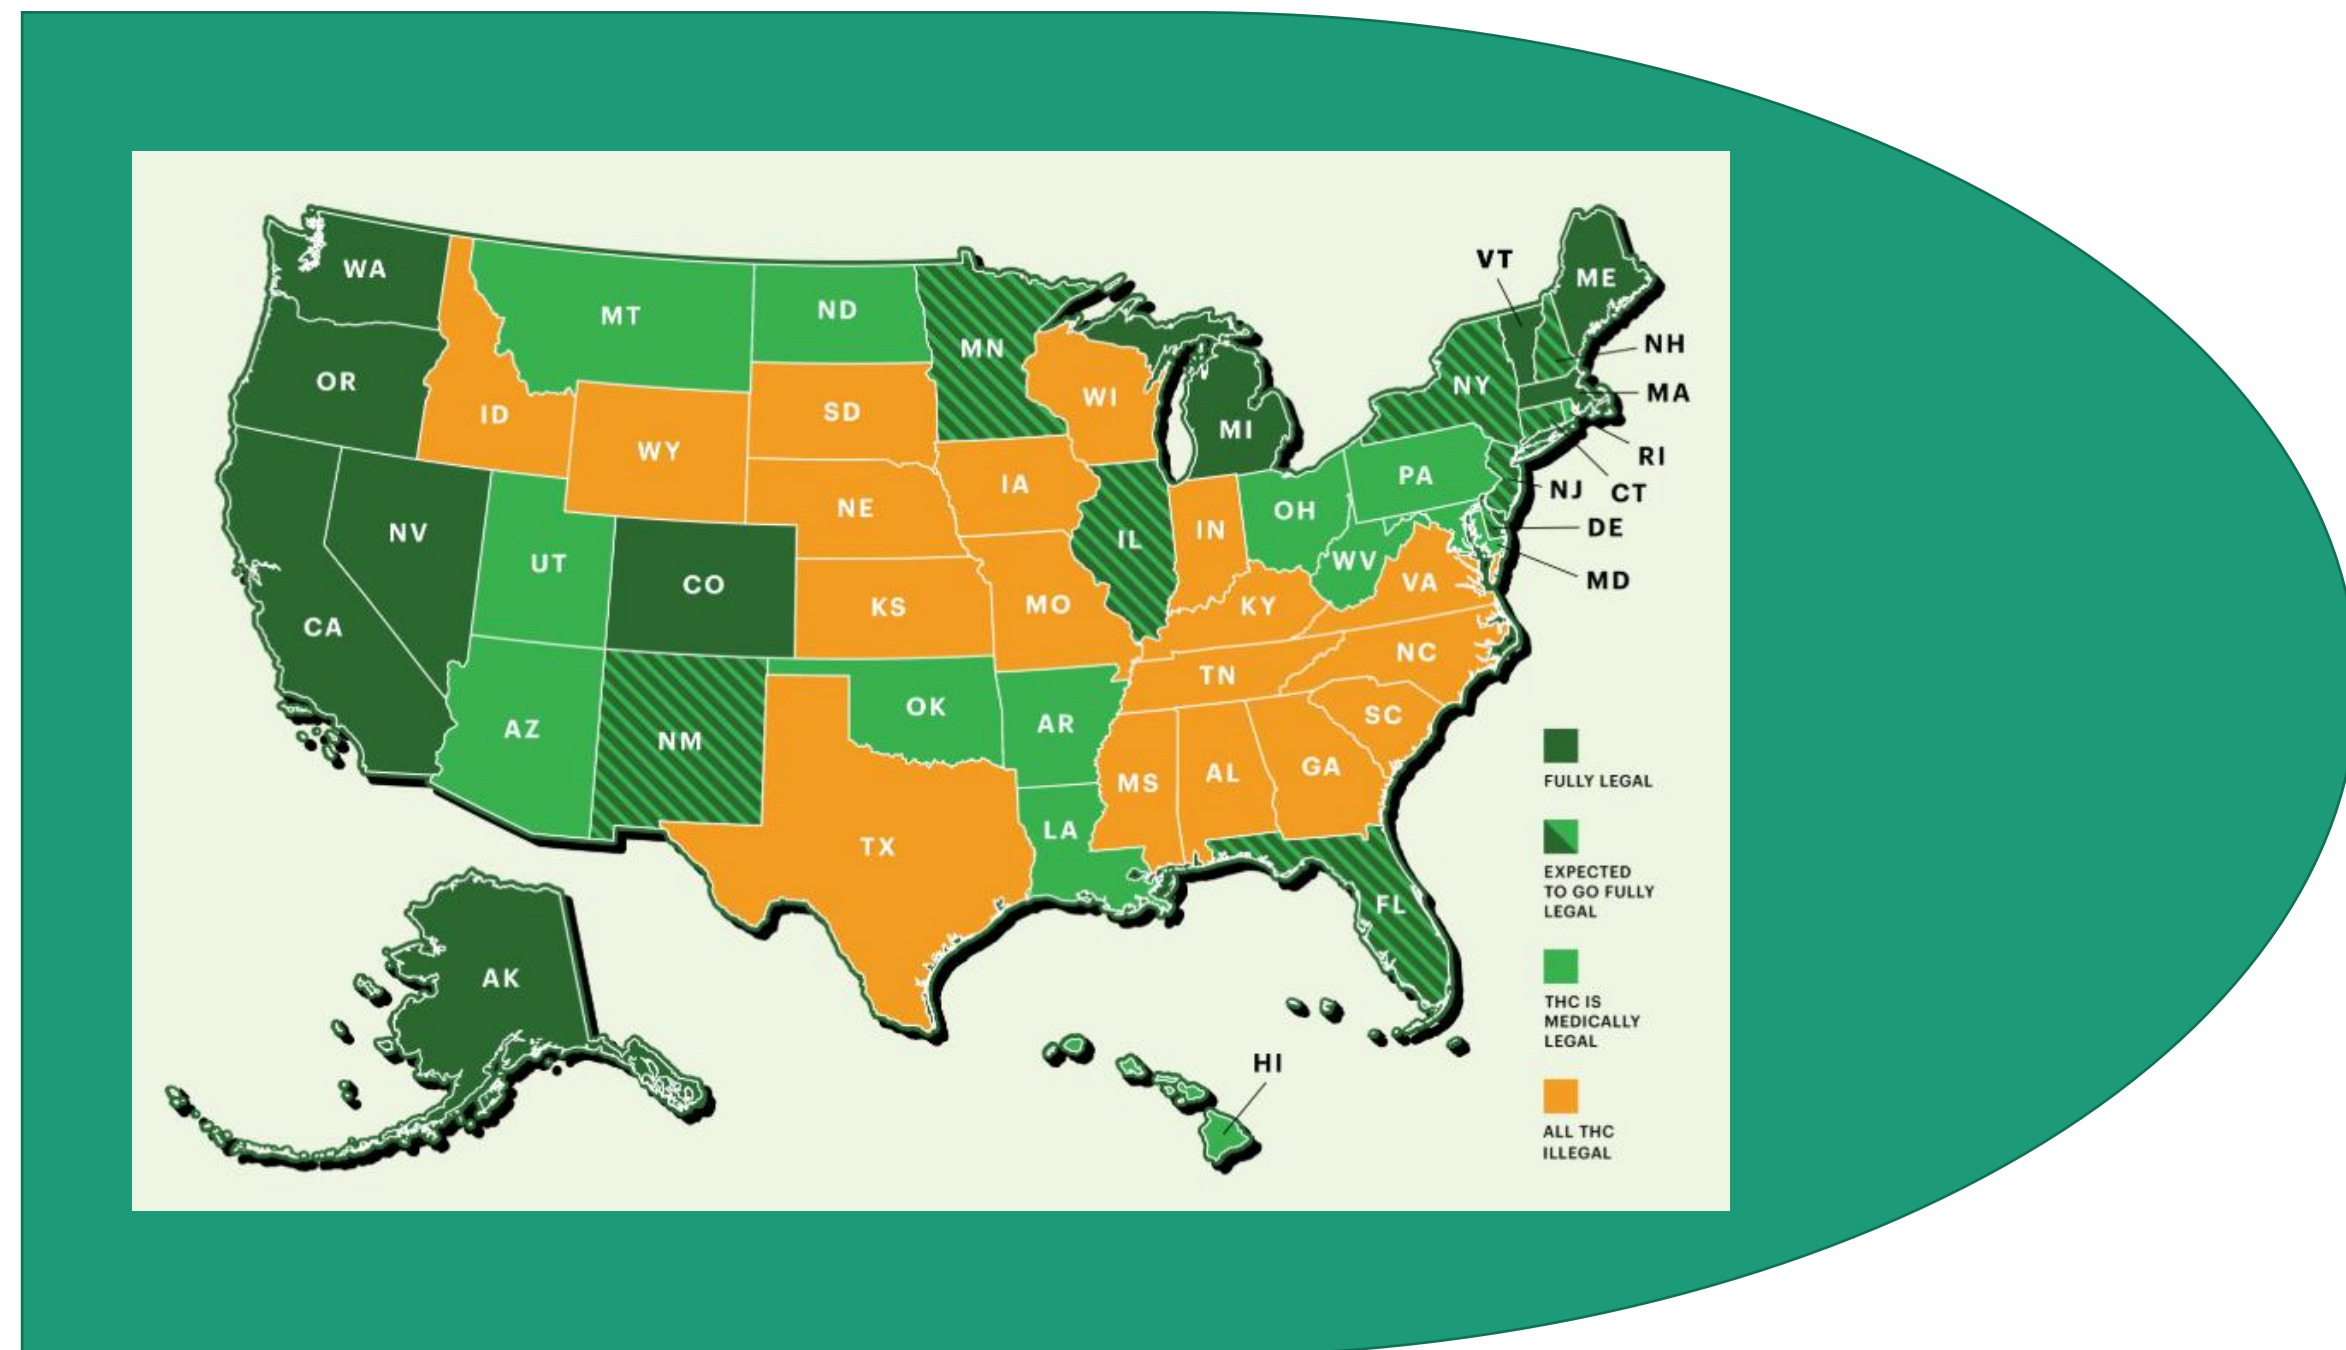 WA
MT
ND
MN
VT
ME
NH
OR
ID
WY
SD
WI
MI
NY
MA
RI
NV
UT
CO
NE
IA
IL
IN
OH
PA
NJ
CT
DE
MD
CA
KS
MO
KY
WV
VA
AZ
NM
OK
AR
TN
NC
SC
TX
LA
MS
AL
GA
FL
AK
HI
FULLY LEGAL
EXPECTED
TO GO FULLY
LEGAL
THC IS
MEDICALLY
LEGAL
ALL THC
ILLEGAL